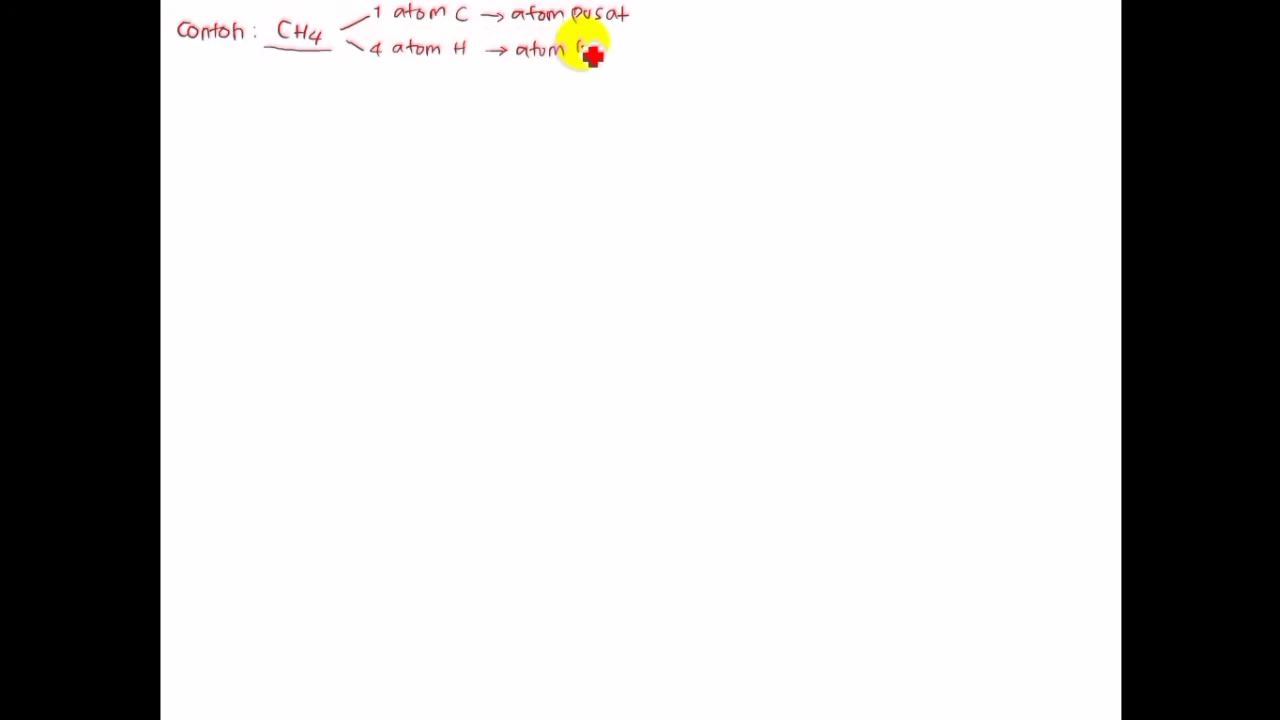 Contoh : CH4
1 atom C → atom pusat
4 atom H → atom